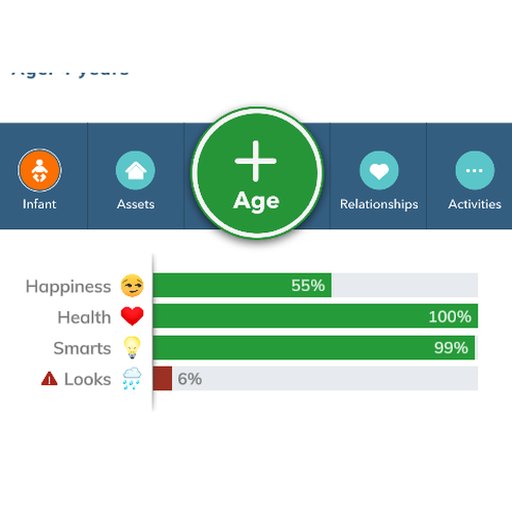 Infant
Assets
Age
Relationships
Activities
Happiness 55%
Health 100%
Smarts 99%
Looks 6%